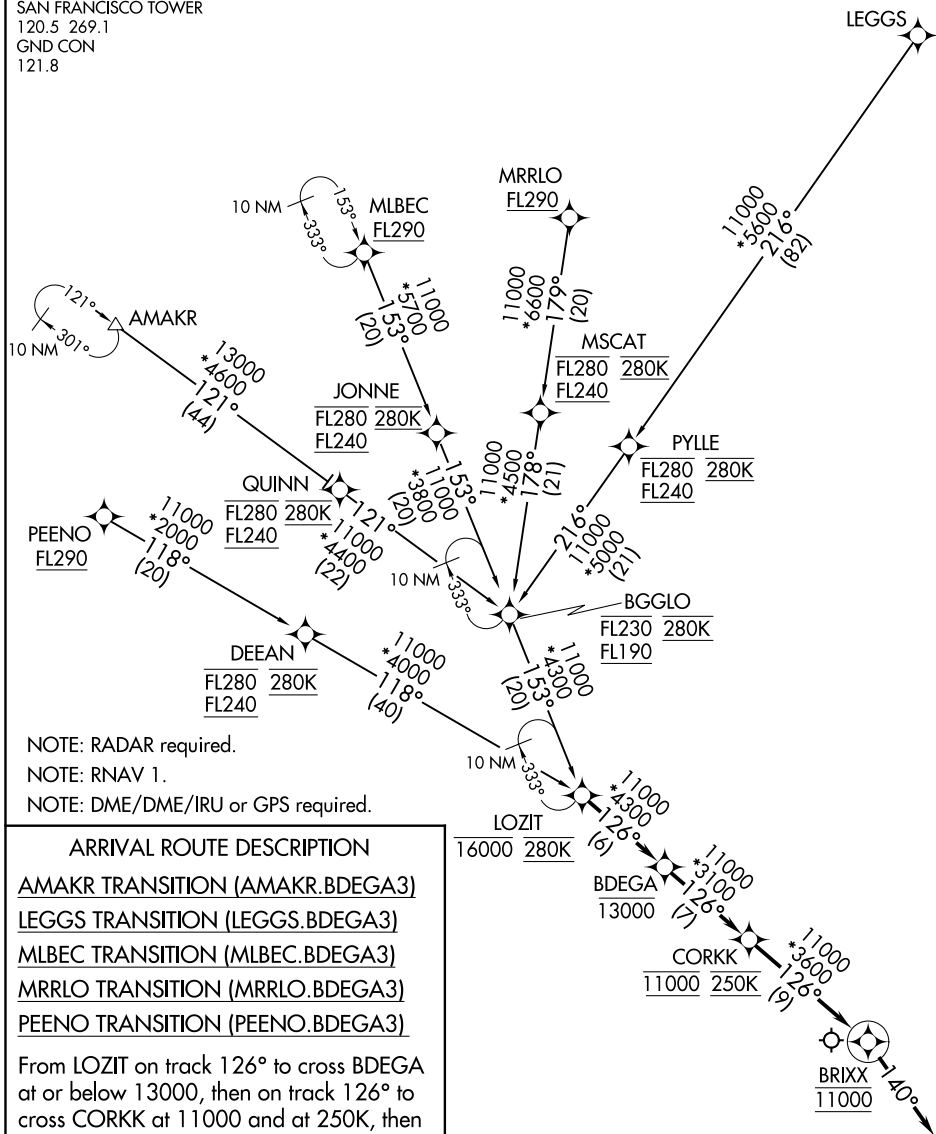 SAN FRANCISCO TOWER
120.5 269.1
GND CON
121.8
LEGGS
11000
*5600
216°
(82)
MRRLO
FL290
11000
*6600
179°
(20)
10 NM
153°
333°
MLBEC
FL290
11000
*5700
153°
(20)
121°
301°
10 NM
AMAKR
13000
*4600
121°
(44)
MSCAT
FL280 280K
FL240
JONNE
FL280 280K
FL240
PYLLE
FL280 280K
FL240
QUINN
FL280 280K
FL240
153°
11000
*3800
(20)
11000
*4500
178°
(21)
216°
11000
*5000
(21)
121°
11000
*4400
(22)
PEENO
FL290
11000
*2000
118°
(20)
10 NM
333°
BGGLO
FL230 280K
FL190
DEEAN
FL280 280K
FL240
11000
*4000
118°
(40)
11000
*4300
153°
(20)
10 NM
333°
LOZIT
16000 280K
11000
*4300
126°
(6)
BDEGA
13000
11000
*3100
126°
(7)
CORKK
11000 250K
11000
*3600
126°
(9)
BRIXX
11000
140°
NOTE: RADAR required.
NOTE: RNAV 1.
NOTE: DME/DME/IRU or GPS required.
ARRIVAL ROUTE DESCRIPTION
AMAKR TRANSITION (AMAKR.BDEGA3)
LEGGS TRANSITION (LEGGS.BDEGA3)
MLBEC TRANSITION (MLBEC.BDEGA3)
MRRLO TRANSITION (MRRLO.BDEGA3)
PEENO TRANSITION (PEENO.BDEGA3)
From LOZIT on track 126° to cross BDEGA
at or below 13000, then on track 126° to
cross CORKK at 11000 and at 250K, then